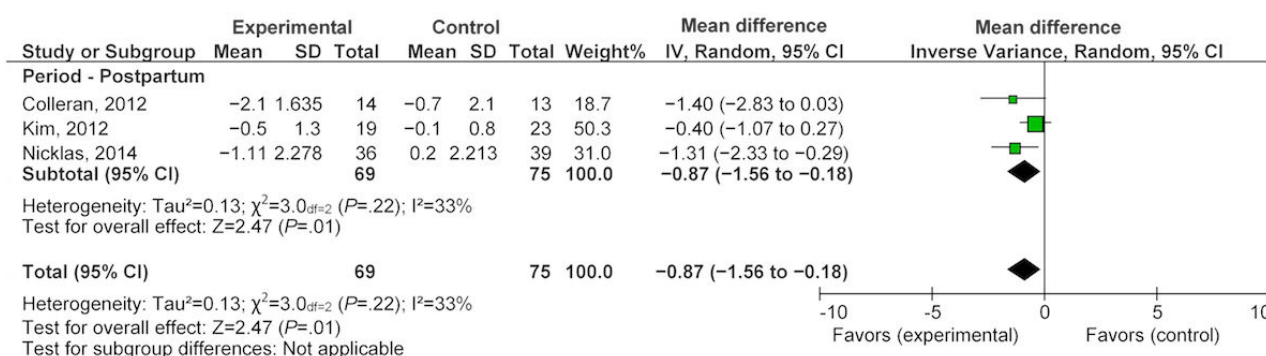 Experimental Control Mean difference Mean difference
Study or Subgroup Mean SD Total Mean SD Total Weight% IV, Random, 95% CI Inverse Variance, Random, 95% CI
Period - Postpartum
Colleran, 2012 −2.1 1.635 14 −0.7 2.1 13 18.7 −1.40 (−2.83 to 0.03)
Kim, 2012 −0.5 1.3 19 −0.1 0.8 23 50.3 −0.40 (−1.07 to 0.27)
Nicklas, 2014 −1.11 2.278 36 0.2 2.213 39 31.0 −1.31 (−2.33 to −0.29)
Subtotal (95% CI) 69 75 100.0 −0.87 (−1.56 to −0.18)
Heterogeneity: Tau²=0.13; χ²=3.0df=2 (P=.22); I²=33%
Test for overall effect: Z=2.47 (P=.01)
Total (95% CI) 69 75 100.0 −0.87 (−1.56 to −0.18)
Heterogeneity: Tau²=0.13; χ²=3.0df=2 (P=.22); I²=33%
Test for overall effect: Z=2.47 (P=.01)
Test for subgroup differences: Not applicable
-10 -5 0 5 10
Favors (experimental) Favors (control)